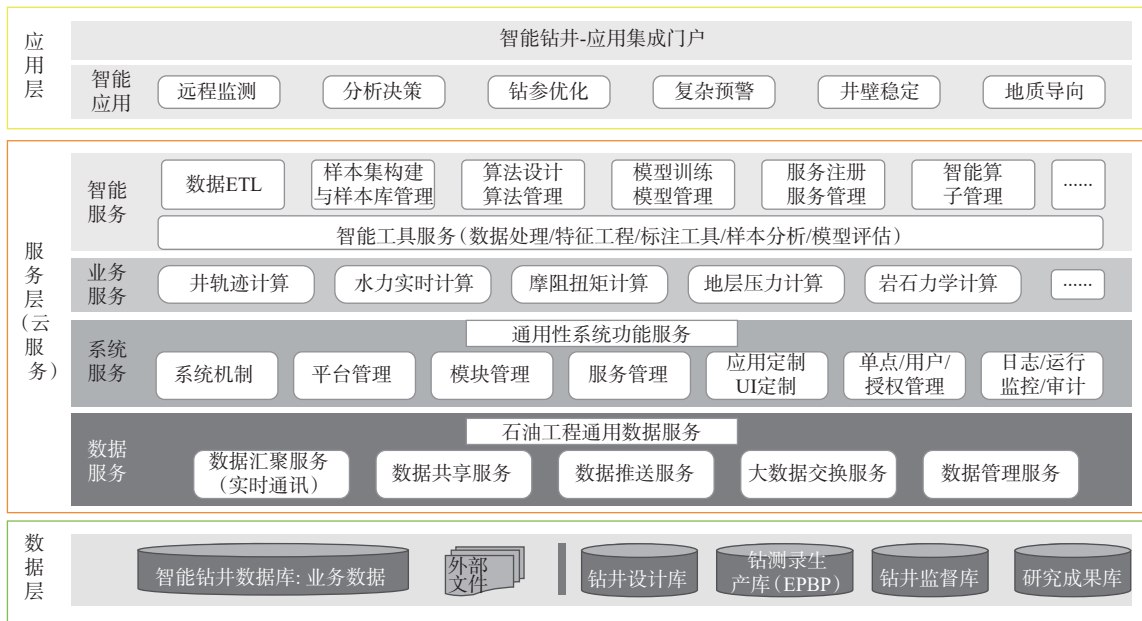 应用层
智能钻井-应用集成门户
智能
应用
远程监测
分析决策
钻参优化
复杂预警
井壁稳定
地质导向
服务层(云服务)
智能
服务
数据ETL
样本集构建
与样本库管理
算法设计
算法管理
模型训练
模型管理
服务注册
服务管理
智能算
子管理
······
智能工具服务(数据处理/特征工程/标注工具/样本分析/模型评估)
业务
服务
井轨迹计算
水力实时计算
摩阻扭矩计算
地层压力计算
岩石力学计算
······
系统
服务
通用性系统功能服务
系统机制
平台管理
模块管理
服务管理
应用定制
UI定制
单点/用户/
授权管理
日志/运行
监控/审计
数据
服务
石油工程通用数据服务
数据汇聚服务
(实时通讯)
数据共享服务
数据推送服务
大数据交换服务
数据管理服务
数据层
智能钻井数据库: 业务数据
外部
文件
钻井设计库
钻测录生
产库(EPBP)
钻井监督库
研究成果库